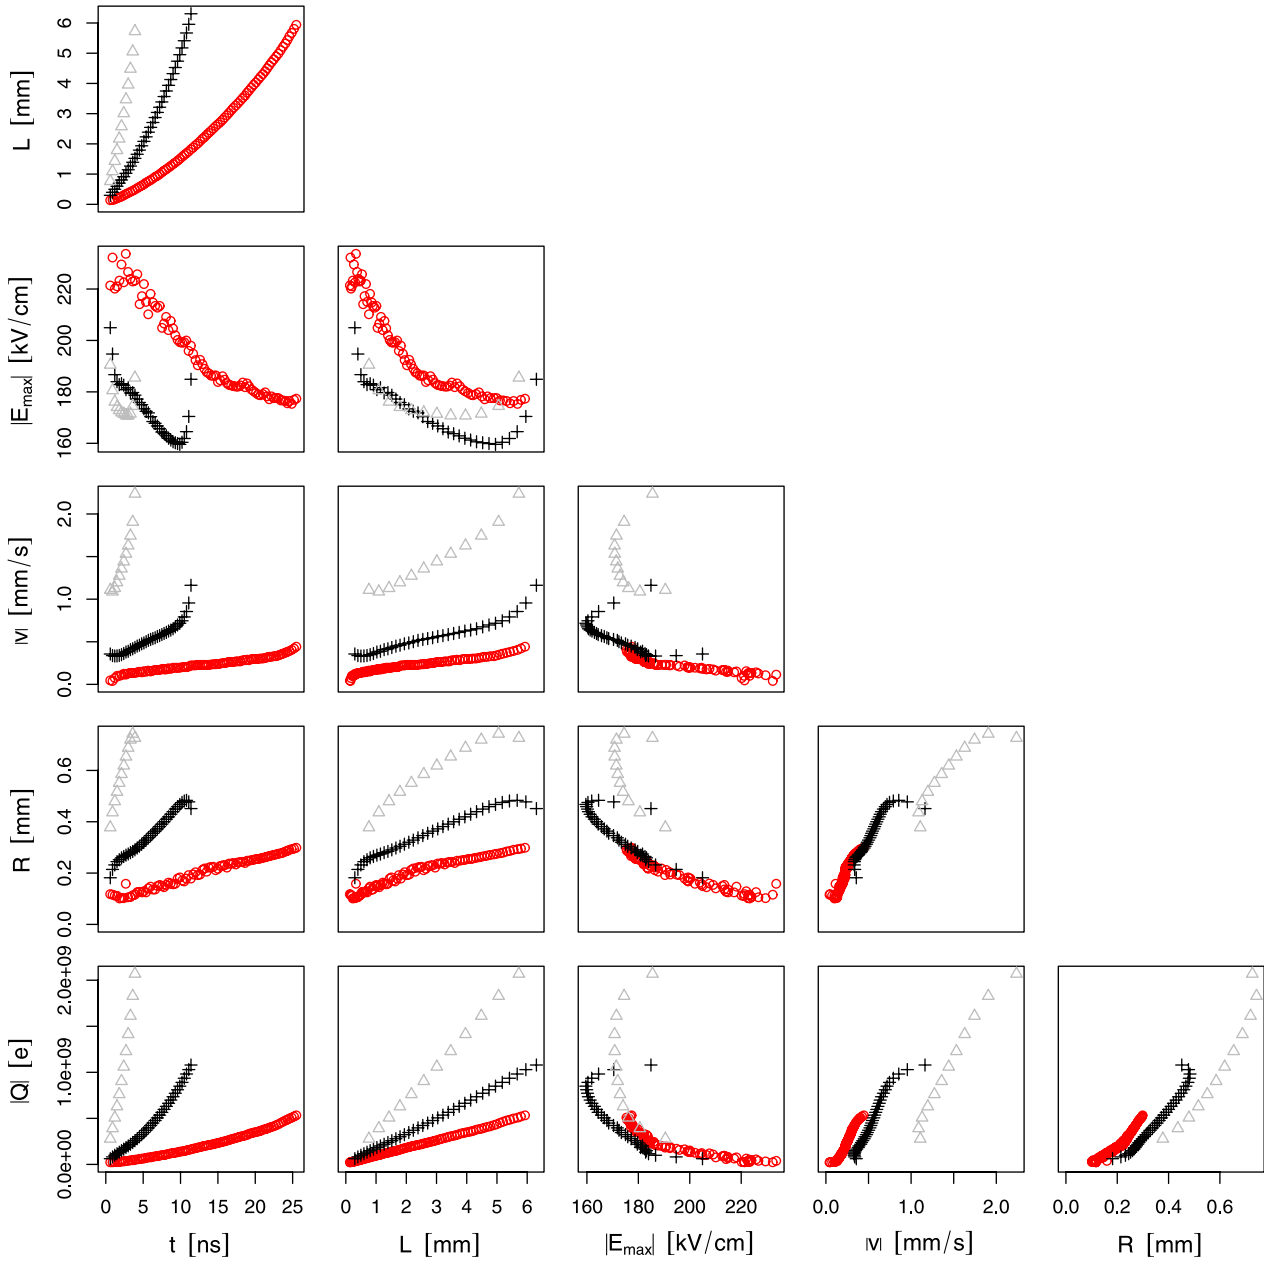 L [mm]
0 1 2 3 4 5 6
|E_max| [kV/cm]
160 180 200 220
|v| [mm/s]
0.0 1.0 2.0
R [mm]
0.0 0.2 0.4 0.6
|Q| [e]
0.0e+00 1.0e+09 2.0e+09
0 5 10 15 20 25
0 1 2 3 4 5 6
160 180 200 220
0.0 1.0 2.0
0.0 0.2 0.4 0.6
t [ns]
L [mm]
|E_max| [kV/cm]
|v| [mm/s]
R [mm]